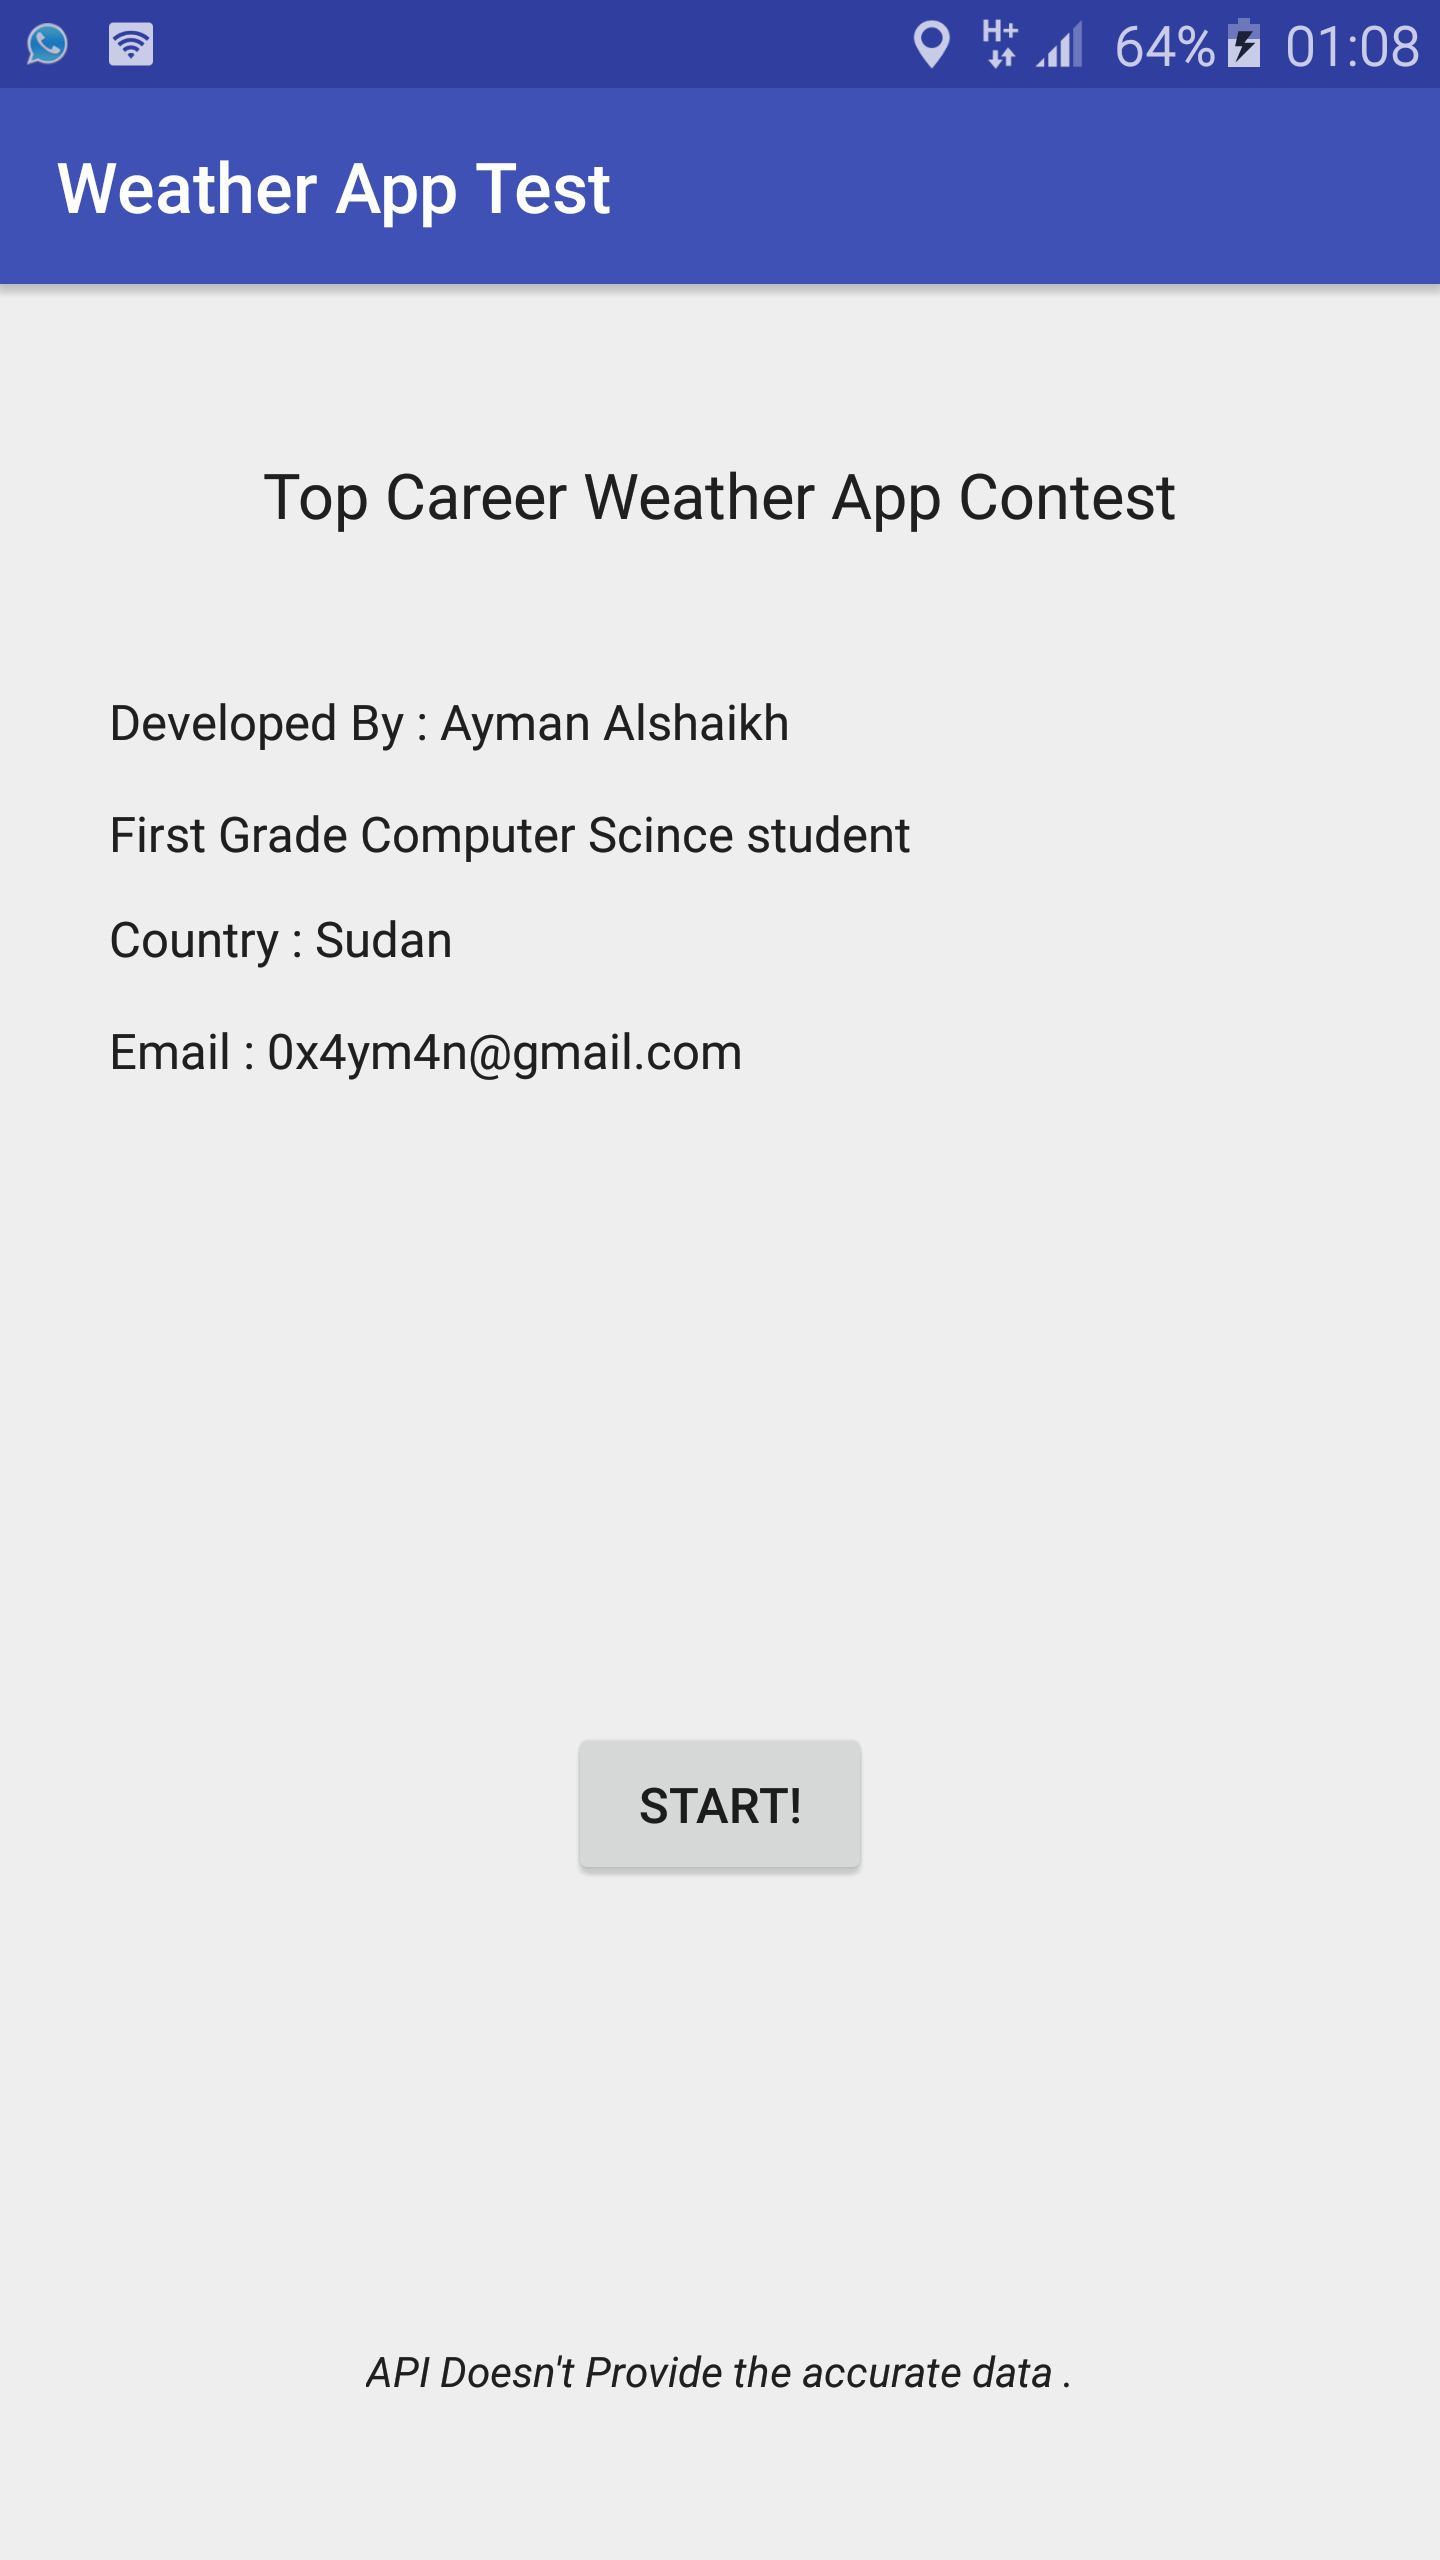 H+ 64% 01:08
Weather App Test
Top Career Weather App Contest
Developed By : Ayman Alshaikh
First Grade Computer Scince student
Country : Sudan
Email : 0x4ym4n@gmail.com
START!
API Doesn't Provide the accurate data .